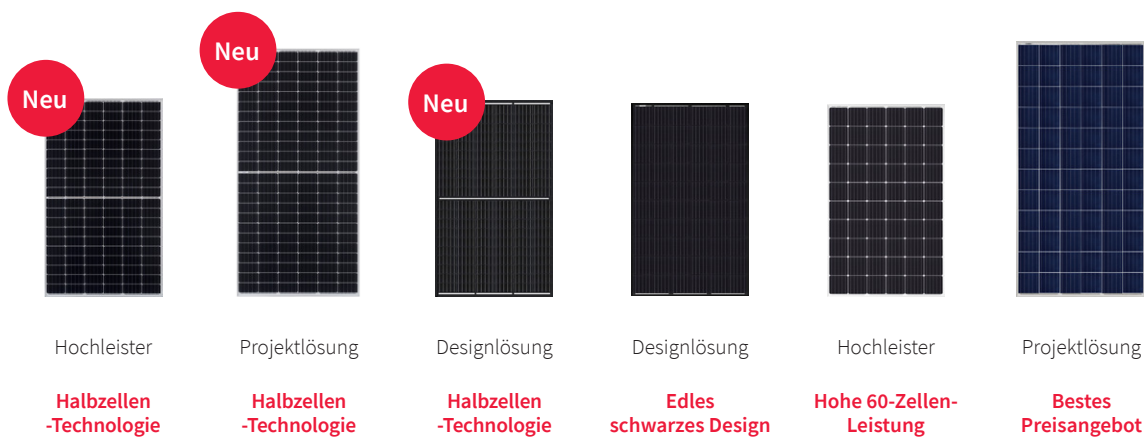 Neu
Neu
Neu
Hochleister
Projektlösung
Designlösung
Designlösung
Hochleister
Projektlösung
Halbzellen
-Technologie
Halbzellen
-Technologie
Halbzellen
-Technologie
Edles
schwarzes Design
Hohe 60-Zellen-
Leistung
Bestes
Preisangebot